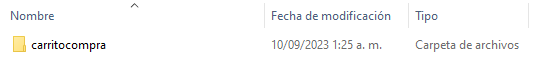 Nombre Fecha de modificación Tipo
carritocompra 10/09/2023 1:25 a. m. Carpeta de archivos